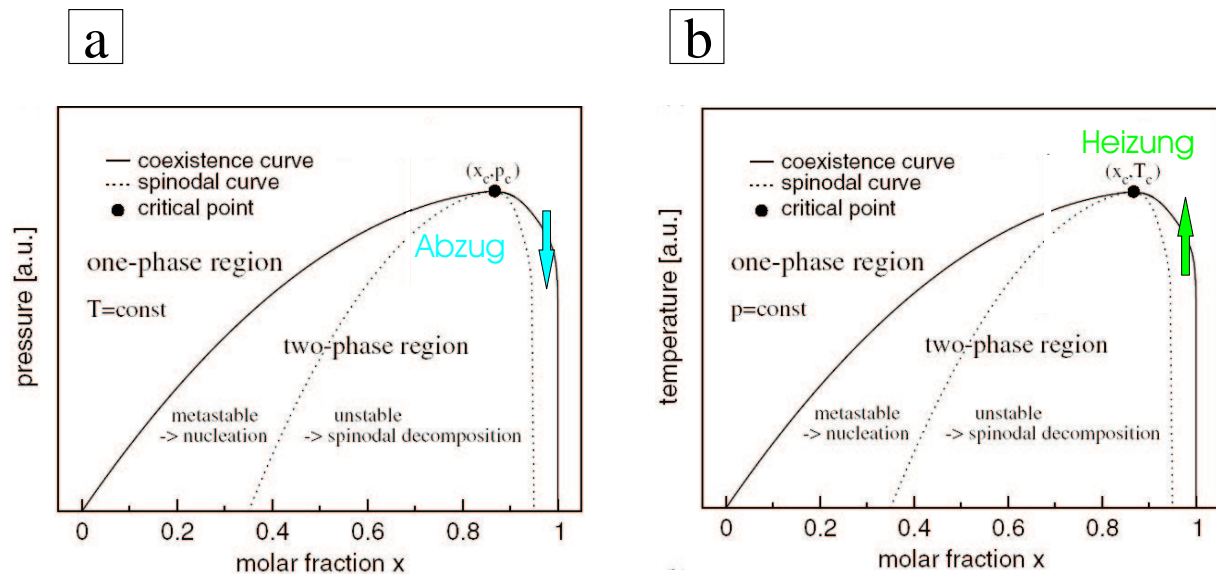 a
— coexistence curve
spinodal curve
critical point
(x_c, p_c)
Abzug
one-phase region
T=const
two-phase region
metastable
-> nucleation
unstable
-> spinodal decomposition
pressure [a.u.]
0 0.2 0.4 0.6 0.8 1
molar fraction x
b
Heizung
coexistence curve
spinodal curve
critical point
(x_c, T_c)
one-phase region
p=const
two-phase region
metastable
-> nucleation
unstable
-> spinodal decomposition
temperature [a.u.]
0 0.2 0.4 0.6 0.8 1
molar fraction x